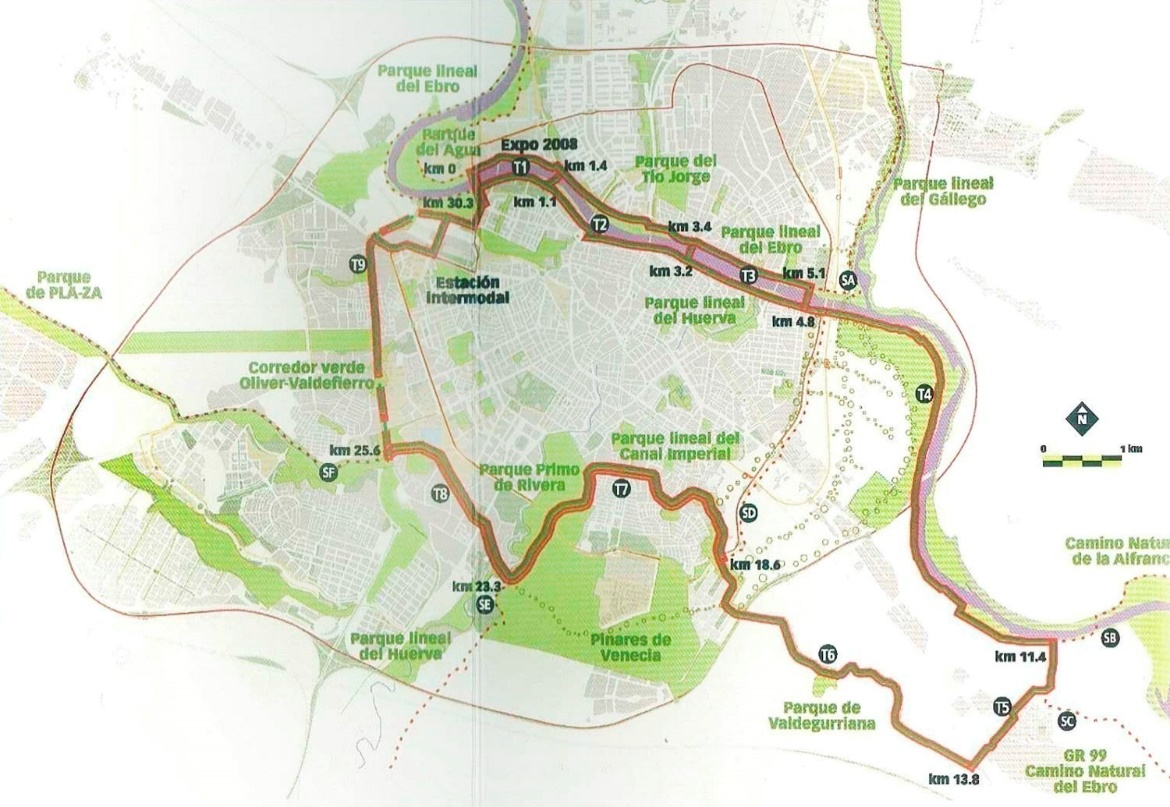 Parque lineal
del Ebro
Parque
del Agua
Expo 2008
km 0
T1
km 1.4
Parque del
Tío Jorge
km 30.3
km 1.1
T2
km 3.4
Parque lineal
del Gállego
Parque lineal
del Ebro
T9
km 3.2
T3
km 5.1
SA
Parque
de PLA-ZA
Estación
Intermodal
Parque lineal
del Huerva
km 4.8
Corredor verde
Oliver-Valdefierro
T4
N
0
1 km
km 25.6
SF
Parque lineal del
Canal Imperial
Parque Primo
de Rivera
T8
T7
SD
Camino Natur
de la Alfranc
km 18.6
km 23.3
SE
Parque lineal
del Huerva
Pinares de
Venecia
T6
SB
km 11.4
Parque de
Valdegurriana
T5
SC
km 13.8
GR 99
Camino Natural
del Ebro